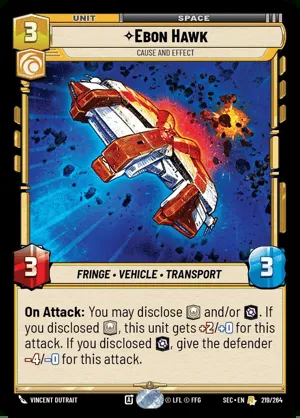 UNIT SPACE
3
Ebon Hawk
CAUSE AND EFFECT
3 3
FRINGE • VEHICLE • TRANSPORT
On Attack: You may disclose and/or . If
you disclosed , this unit gets +2/+0 for this
attack. If you disclosed , give the defender
-4/-0 for this attack.
VINCENT OUTRAIT © LFL © FFG SEC • EN 219/264